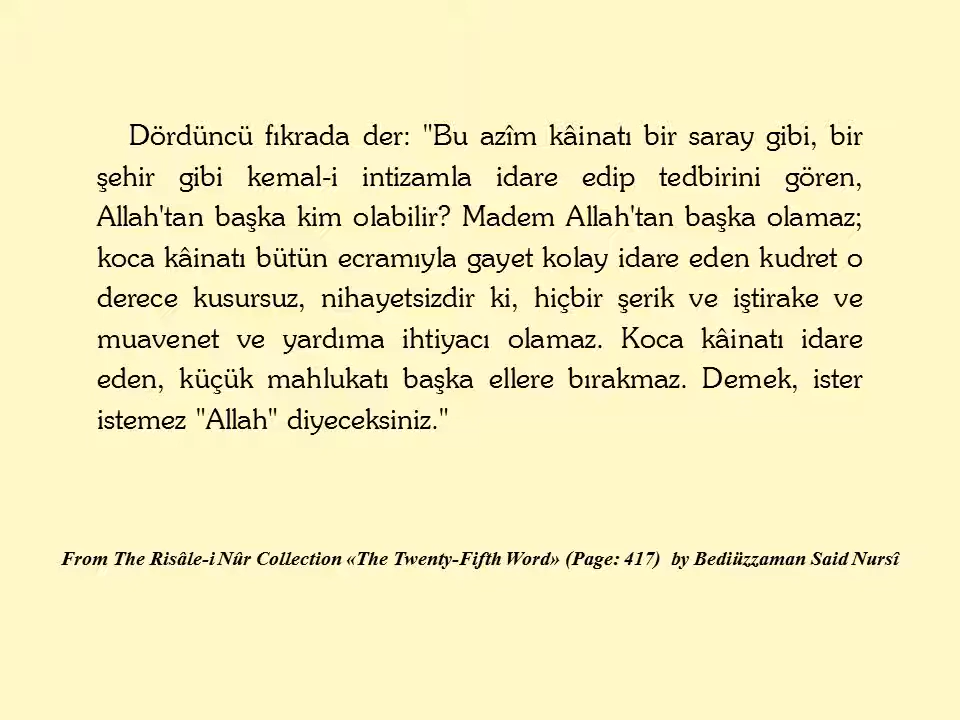 Dördüncü fıkrada der: "Bu azîm kâinatı bir saray gibi, bir
şehir gibi kemal-i intizamla idare edip tedbirini gören,
Allah'tan başka kim olabilir? Madem Allah'tan başka olamaz;
koca kâinatı bütün ecramıyla gayet kolay idare eden kudret o
derece kusursuz, nihayetsizdir ki, hiçbir şerik ve iştirake ve
muavenet ve yardıma ihtiyacı olamaz. Koca kâinatı idare
eden, küçük mahlukatı başka ellere bırakmaz. Demek, ister
istemez "Allah" diyeceksiniz."
From The Risâle-i Nûr Collection «The Twenty-Fifth Word» (Page: 417) by Bediüzzaman Said Nursî